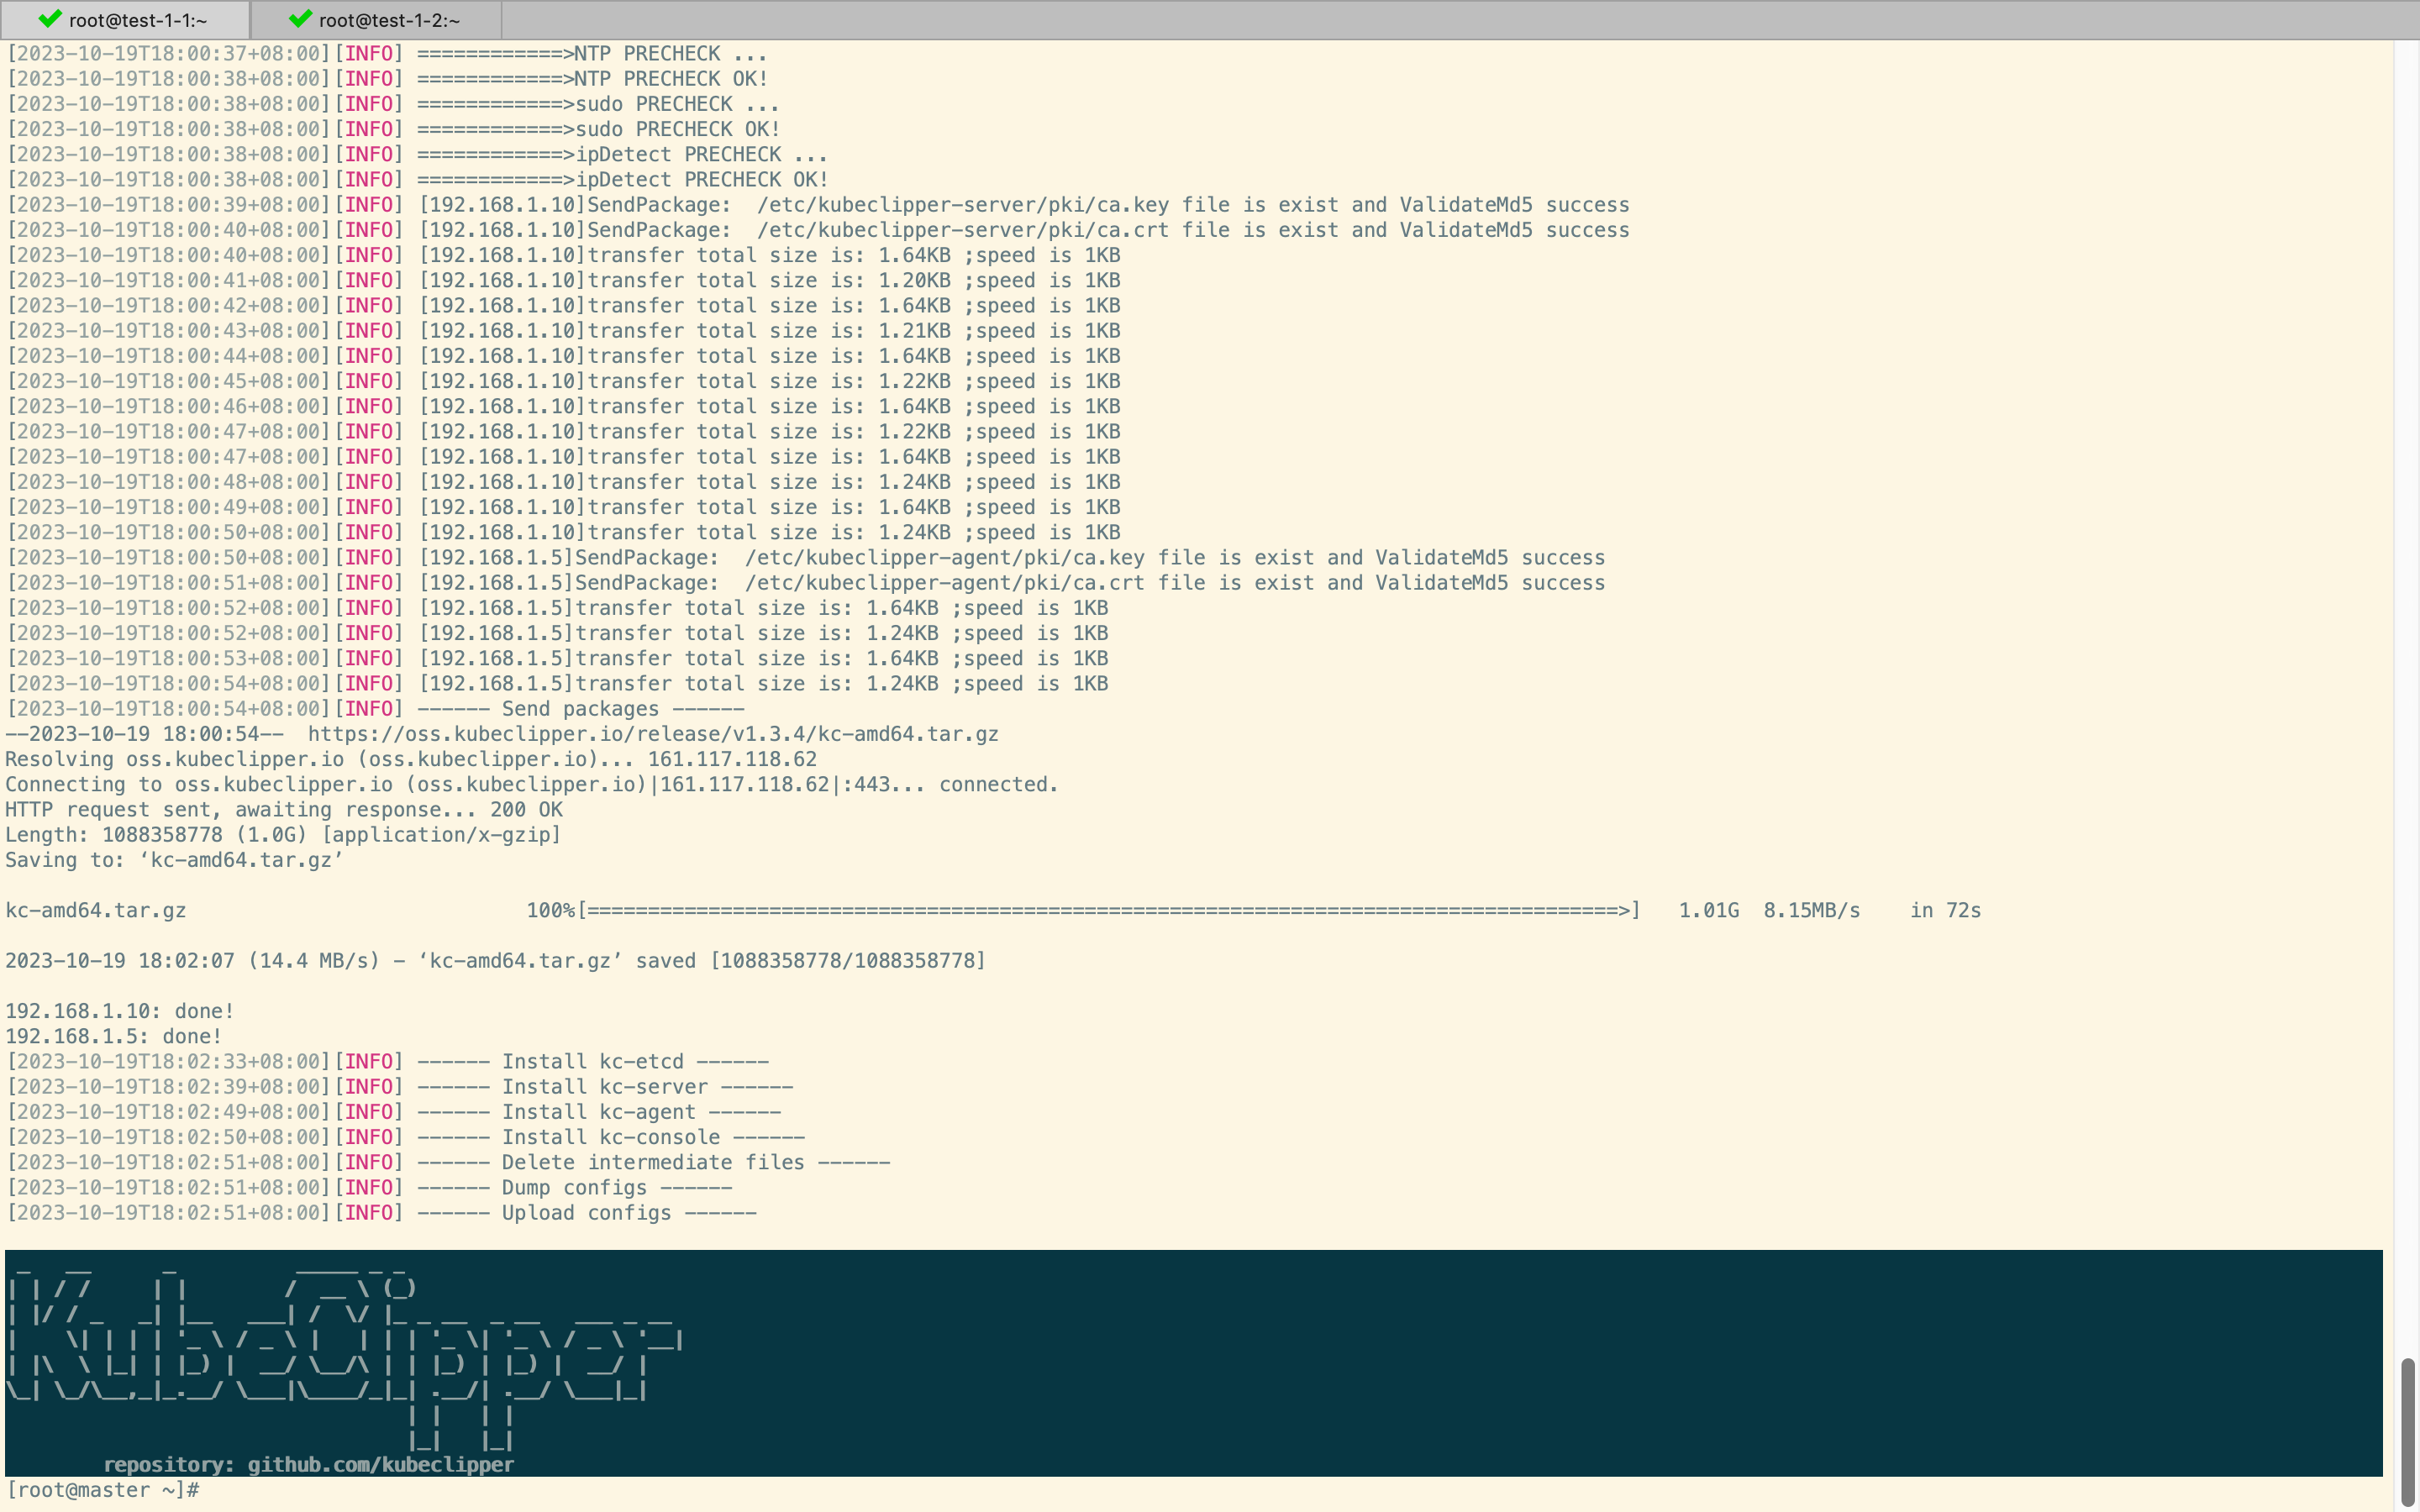 root@test-1-1:~ root@test-1-2:~
[2023-10-19T18:00:37+08:00][INFO] ============>NTP PRECHECK ...
[2023-10-19T18:00:38+08:00][INFO] ============>NTP PRECHECK OK!
[2023-10-19T18:00:38+08:00][INFO] ============>sudo PRECHECK ...
[2023-10-19T18:00:38+08:00][INFO] ============>sudo PRECHECK OK!
[2023-10-19T18:00:38+08:00][INFO] ============>ipDetect PRECHECK ...
[2023-10-19T18:00:38+08:00][INFO] ============>ipDetect PRECHECK OK!
[2023-10-19T18:00:39+08:00][INFO] [192.168.1.10]SendPackage:  /etc/kubeclipper-server/pki/ca.key file is exist and ValidateMd5 success
[2023-10-19T18:00:40+08:00][INFO] [192.168.1.10]SendPackage:  /etc/kubeclipper-server/pki/ca.crt file is exist and ValidateMd5 success
[2023-10-19T18:00:40+08:00][INFO] [192.168.1.10]transfer total size is: 1.64KB ;speed is 1KB
[2023-10-19T18:00:41+08:00][INFO] [192.168.1.10]transfer total size is: 1.20KB ;speed is 1KB
[2023-10-19T18:00:42+08:00][INFO] [192.168.1.10]transfer total size is: 1.64KB ;speed is 1KB
[2023-10-19T18:00:43+08:00][INFO] [192.168.1.10]transfer total size is: 1.21KB ;speed is 1KB
[2023-10-19T18:00:44+08:00][INFO] [192.168.1.10]transfer total size is: 1.64KB ;speed is 1KB
[2023-10-19T18:00:45+08:00][INFO] [192.168.1.10]transfer total size is: 1.22KB ;speed is 1KB
[2023-10-19T18:00:46+08:00][INFO] [192.168.1.10]transfer total size is: 1.64KB ;speed is 1KB
[2023-10-19T18:00:47+08:00][INFO] [192.168.1.10]transfer total size is: 1.22KB ;speed is 1KB
[2023-10-19T18:00:47+08:00][INFO] [192.168.1.10]transfer total size is: 1.64KB ;speed is 1KB
[2023-10-19T18:00:48+08:00][INFO] [192.168.1.10]transfer total size is: 1.24KB ;speed is 1KB
[2023-10-19T18:00:49+08:00][INFO] [192.168.1.10]transfer total size is: 1.64KB ;speed is 1KB
[2023-10-19T18:00:50+08:00][INFO] [192.168.1.10]transfer total size is: 1.24KB ;speed is 1KB
[2023-10-19T18:00:50+08:00][INFO] [192.168.1.5]SendPackage:  /etc/kubeclipper-agent/pki/ca.key file is exist and ValidateMd5 success
[2023-10-19T18:00:51+08:00][INFO] [192.168.1.5]SendPackage:  /etc/kubeclipper-agent/pki/ca.crt file is exist and ValidateMd5 success
[2023-10-19T18:00:52+08:00][INFO] [192.168.1.5]transfer total size is: 1.64KB ;speed is 1KB
[2023-10-19T18:00:52+08:00][INFO] [192.168.1.5]transfer total size is: 1.24KB ;speed is 1KB
[2023-10-19T18:00:53+08:00][INFO] [192.168.1.5]transfer total size is: 1.64KB ;speed is 1KB
[2023-10-19T18:00:54+08:00][INFO] [192.168.1.5]transfer total size is: 1.24KB ;speed is 1KB
[2023-10-19T18:00:54+08:00][INFO] ------ Send packages ------
--2023-10-19 18:00:54--  https://oss.kubeclipper.io/release/v1.3.4/kc-amd64.tar.gz
Resolving oss.kubeclipper.io (oss.kubeclipper.io)... 161.117.118.62
Connecting to oss.kubeclipper.io (oss.kubeclipper.io)|161.117.118.62|:443... connected.
HTTP request sent, awaiting response... 200 OK
Length: 1088358778 (1.0G) [application/x-gzip]
Saving to: ‘kc-amd64.tar.gz’
kc-amd64.tar.gz 100%[=====================================================================================>] 1.01G 8.15MB/s in 72s
2023-10-19 18:02:07 (14.4 MB/s) - ‘kc-amd64.tar.gz’ saved [1088358778/1088358778]
192.168.1.10: done!
192.168.1.5: done!
[2023-10-19T18:02:33+08:00][INFO] ------ Install kc-etcd ------
[2023-10-19T18:02:39+08:00][INFO] ------ Install kc-server ------
[2023-10-19T18:02:49+08:00][INFO] ------ Install kc-agent ------
[2023-10-19T18:02:50+08:00][INFO] ------ Install kc-console ------
[2023-10-19T18:02:51+08:00][INFO] ------ Delete intermediate files ------
[2023-10-19T18:02:51+08:00][INFO] ------ Dump configs ------
[2023-10-19T18:02:51+08:00][INFO] ------ Upload configs ------
KubeClipper
repository: github.com/kubeclipper
[root@master ~]#